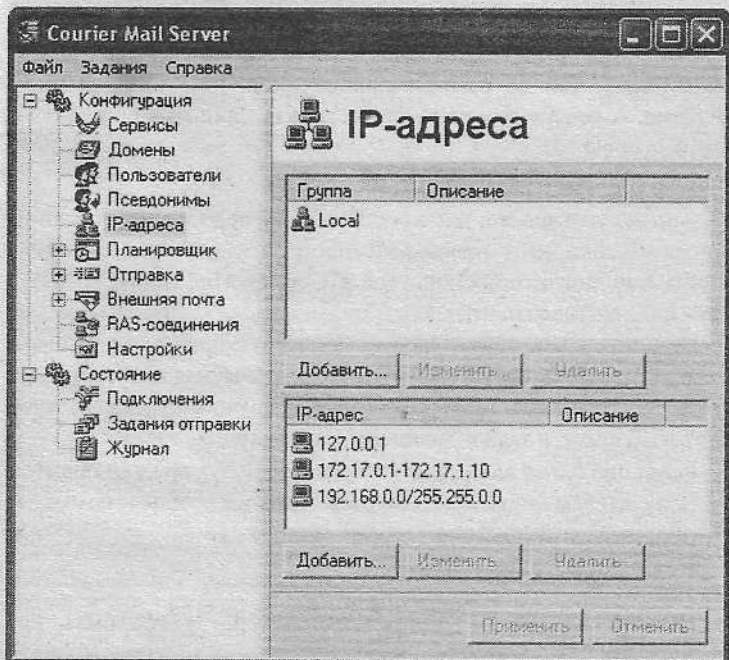 Courier Mail Server
Файл Задания Справка
Конфигурация
Сервисы
Домены
Пользователи
Псевдонимы
IP-адреса
Планировщик
Отправка
Внешняя почта
RAS-соединения
Настройки
Состояние
Подключения
Задания отправки
Журнал
IP-адреса
Группа Описание
Local
Добавить... Изменить... Удалить
IP-адрес Описание
127.0.0.1
172.17.0.1-172.17.1.10
192.168.0.0/255.255.0.0
Добавить... Изменить Удалить
Применить Отменить